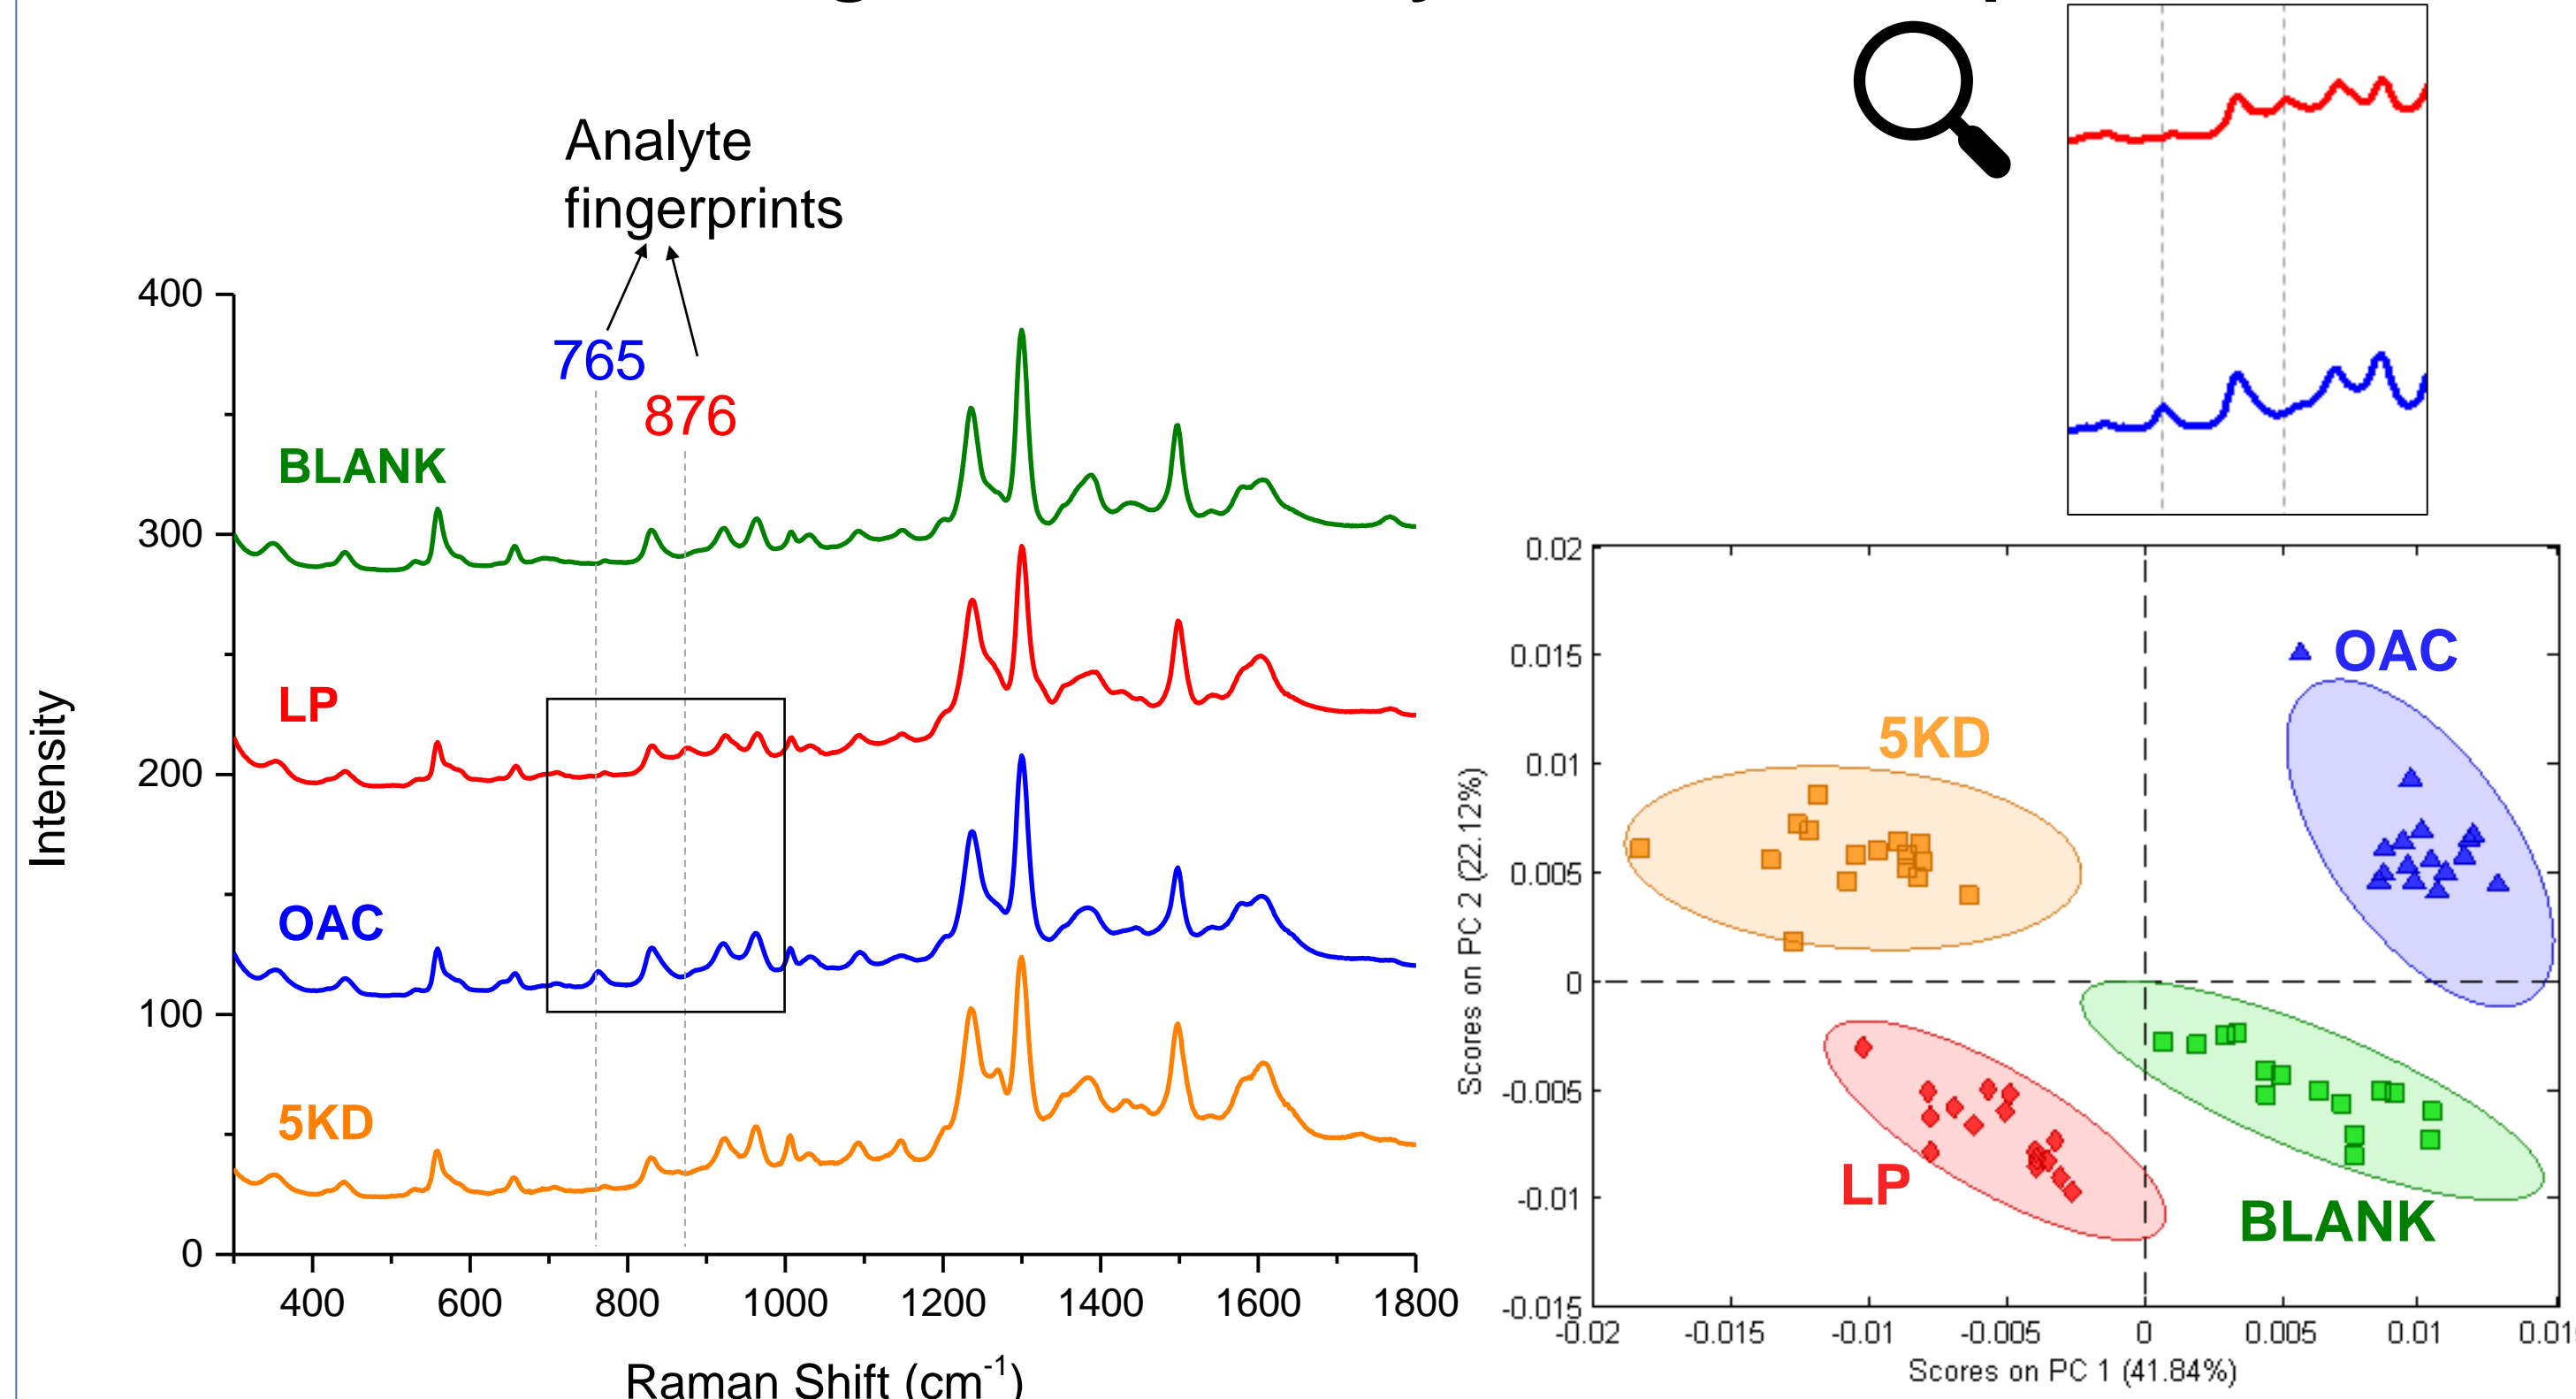 Analyte
fingerprints
765
876
400
300
200
100
0
BLANK
LP
OAC
5KD
Intensity
400 600 800 1000 1200 1400 1600 1800
Raman Shift (cm-1)
0.02
0.015
0.01
0.005
0
-0.005
-0.01
-0.015
Scores on PC 2 (22.12%)
OAC
5KD
LP
BLANK
-0.02 -0.015 -0.01 -0.005 0 0.005 0.01
Scores on PC 1 (41.84%)